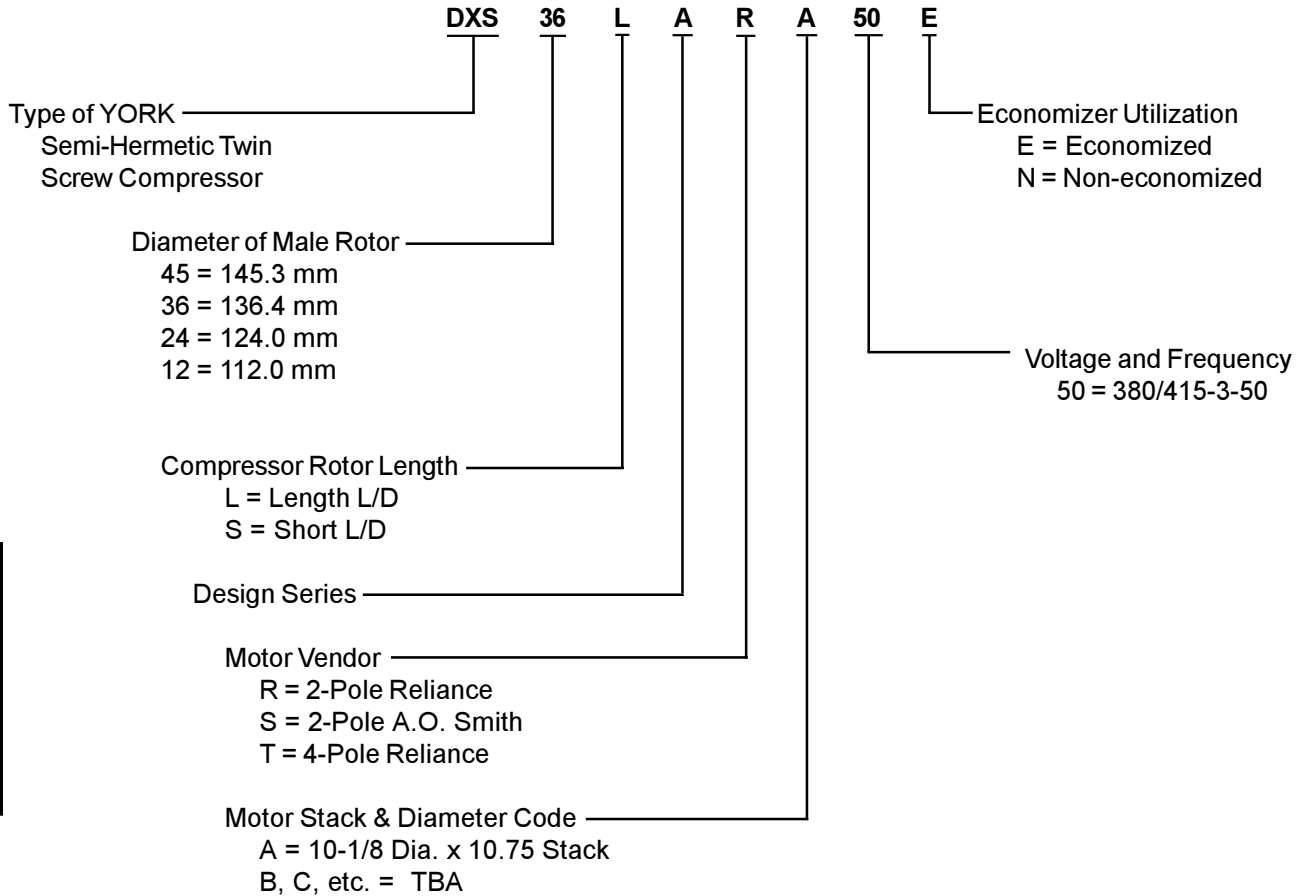 DXS 36 L A R A 50 E
Type of YORK
Semi-Hermetic Twin
Screw Compressor
Economizer Utilization
E = Economized
N = Non-economized
Diameter of Male Rotor
45 = 145.3 mm
36 = 136.4 mm
24 = 124.0 mm
12 = 112.0 mm
Voltage and Frequency
50 = 380/415-3-50
Compressor Rotor Length
L = Length L/D
S = Short L/D
Design Series
Motor Vendor
R = 2-Pole Reliance
S = 2-Pole A.O. Smith
T = 4-Pole Reliance
Motor Stack & Diameter Code
A = 10-1/8 Dia. x 10.75 Stack
B, C, etc. = TBA